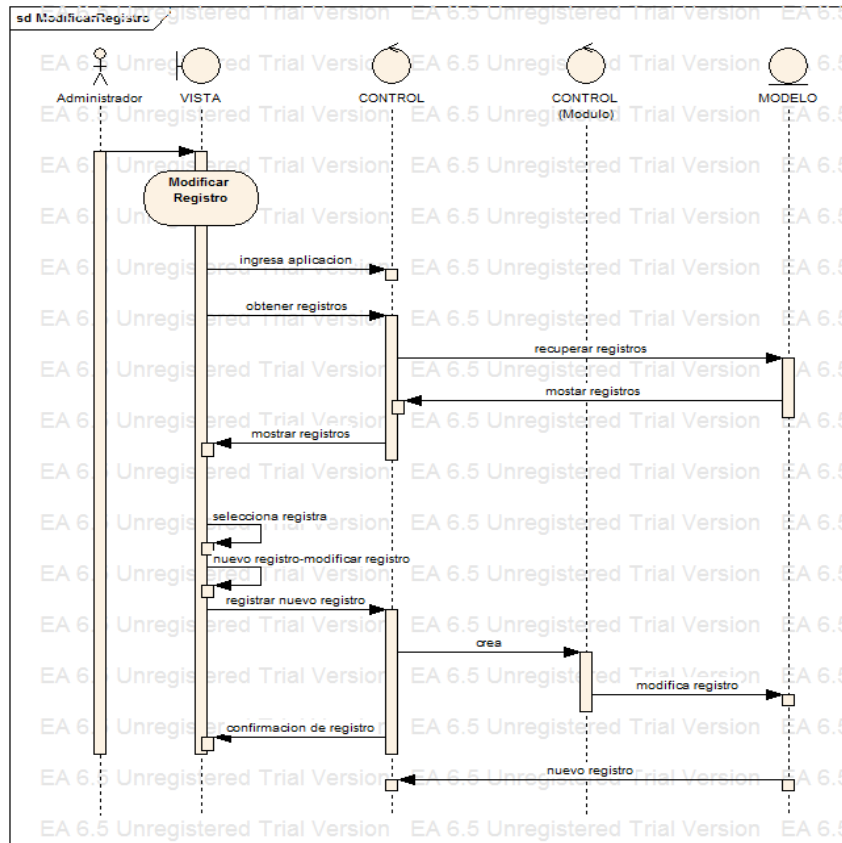 sd ModificarRegistro
Administrador
VISTA
CONTROL
CONTROL
(Modulo)
MODELO
Modificar
Registro
ingresa aplicacion
obtener registros
recuperar registros
mostar registros
mostrar registros
selecciona registra
nuevo registro-modificar registro
registrar nuevo registro
crea
modifica registro
confirmacion de registro
nuevo registro
EA 6.5 Unregistered Trial Version